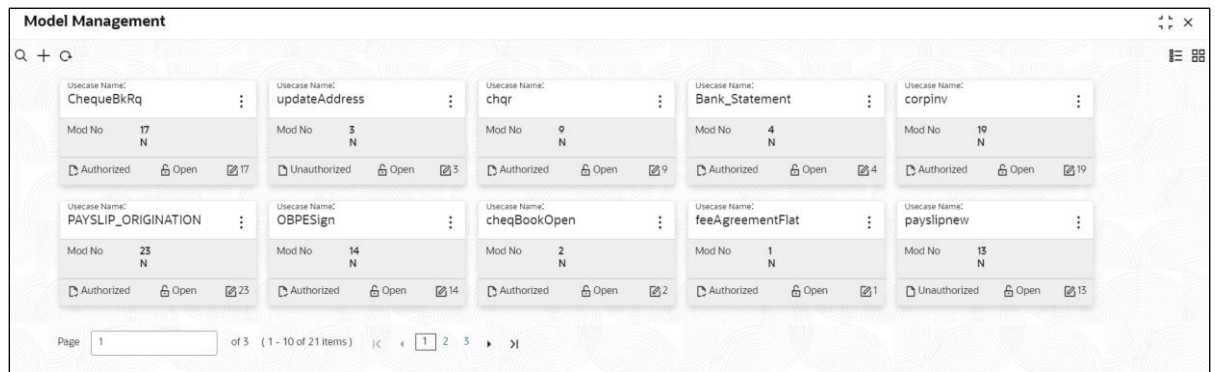 Model Management
Usecase Name: Usecase Name: Usecase Name: Usecase Name: Usecase Name:
ChequeBkRq updateAddress chqr Bank_Statement corpinv
Mod No 17 Mod No 3 Mod No 9 Mod No 4 Mod No 19
N N N N N
Authorized Open 17 Unauthorized Open 3 Authorized Open 9 Authorized Open 4 Authorized Open 19
Usecase Name: Usecase Name: Usecase Name: Usecase Name: Usecase Name:
PAYSLIP_ORIGINATION OBPESign cheqBookOpen feeAgreementFlat payslipnew
Mod No 23 Mod No 14 Mod No 2 Mod No 1 Mod No 13
N N N N N
Authorized Open 23 Authorized Open 14 Authorized Open 2 Authorized Open 1 Unauthorized Open 13
Page 1 of 3 (1 - 10 of 21 items) 1 2 3